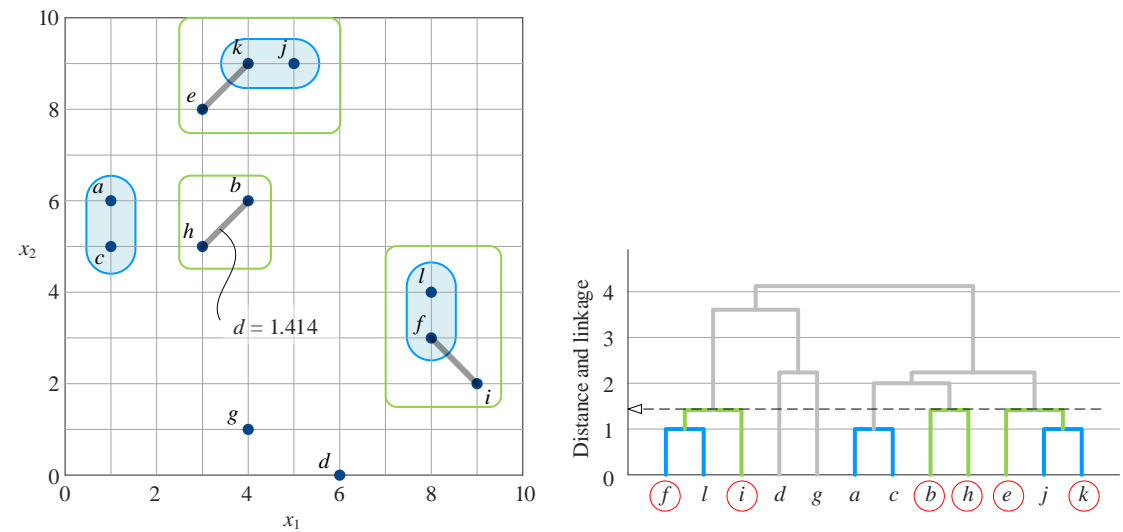 10
k j
e
8
a b
6
h
c
x2
l
4
f
d = 1.414
2
i
g
d
0
0 2 4 6 8 10
x1
Distance and linkage
4
3
2
1
0
f l i d g a c b h e j k